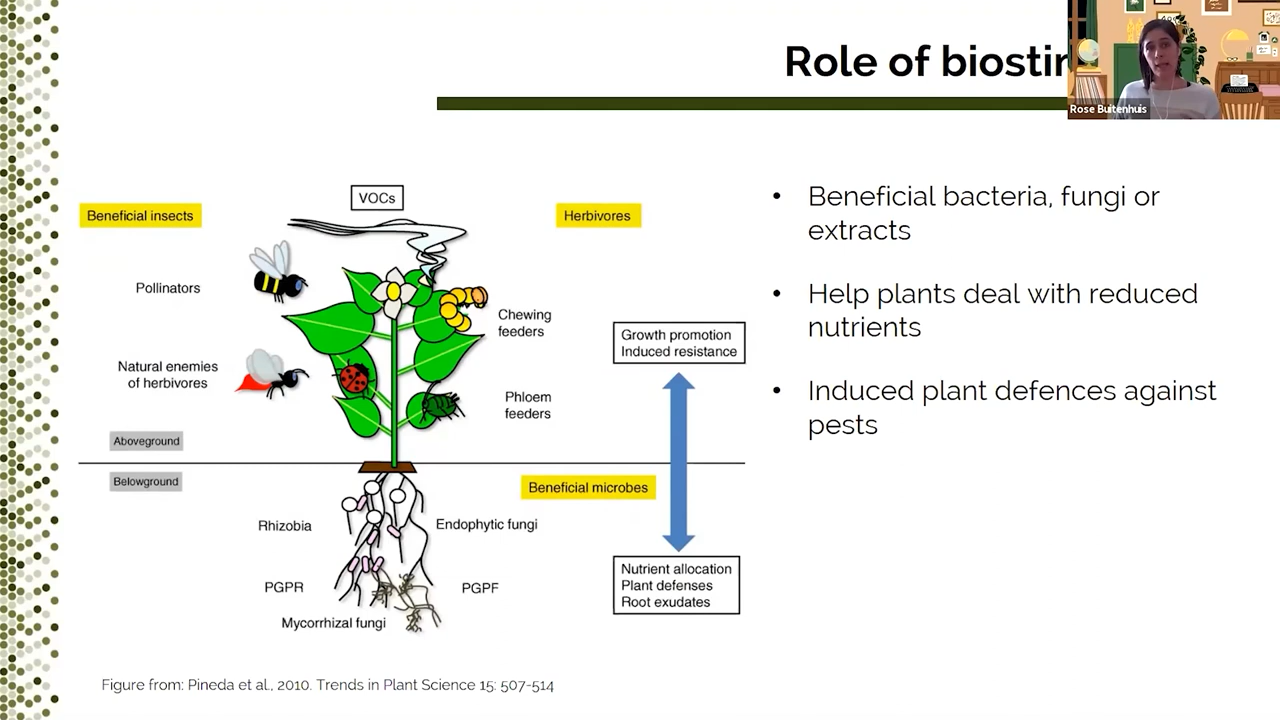 Role of biostim
Rose Buitenhuis
VOCs
Beneficial insects
Herbivores
Pollinators
Chewing
feeders
Natural enemies
of herbivores
Phloem
feeders
Growth promotion
Induced resistance
Aboveground
Belowground
Beneficial microbes
Rhizobia
Endophytic fungi
PGPR
PGPF
Mycorrhizal fungi
Nutrient allocation
Plant defenses
Root exudates
• Beneficial bacteria, fungi or
extracts
• Help plants deal with reduced
nutrients
• Induced plant defences against
pests
Figure from: Pineda et al., 2010. Trends in Plant Science 15: 507-514